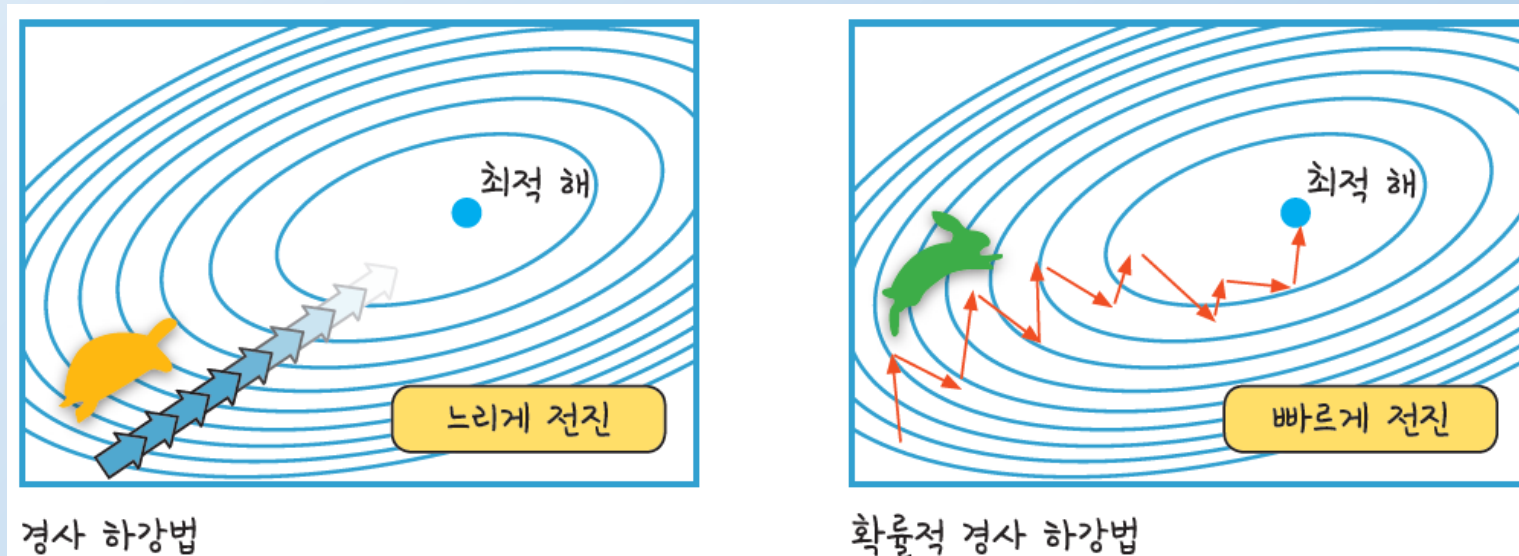 최적 해
느리게 전진
경사 하강법
최적 해
빠르게 전진
확률적 경사 하강법